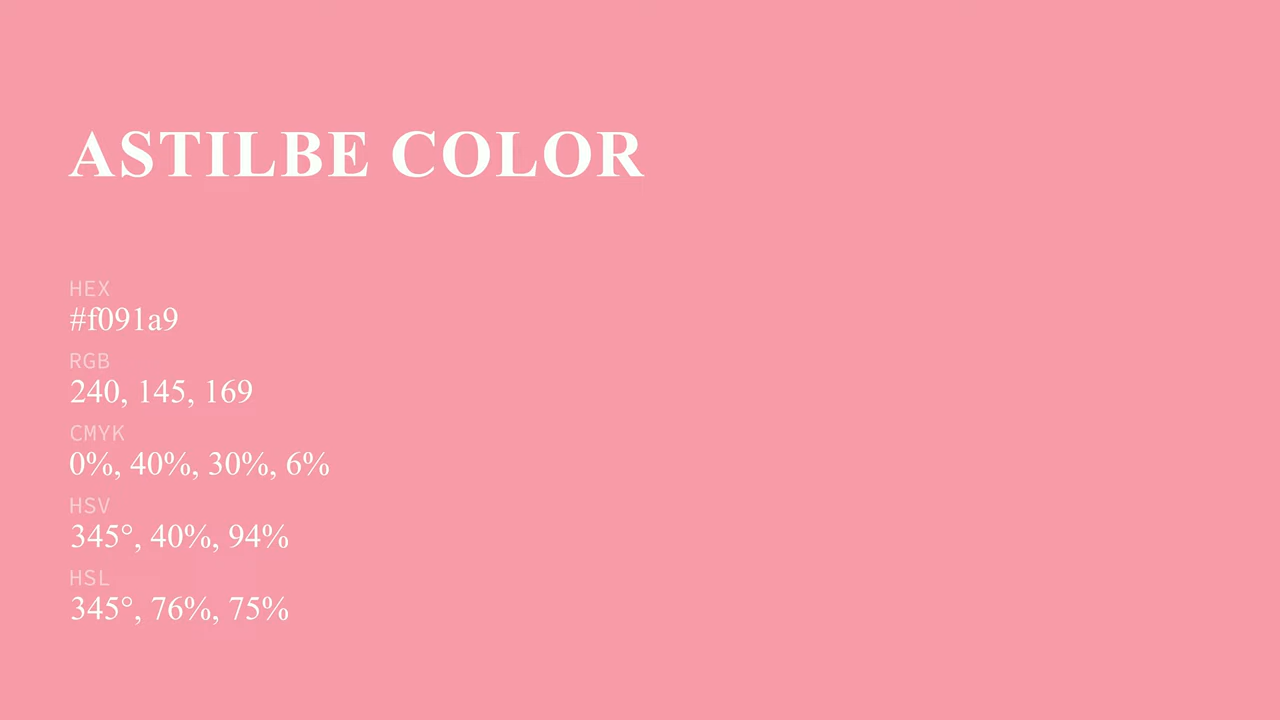 ASTILBE COLOR
HEX
#f091a9
RGB
240, 145, 169
CMYK
0%, 40%, 30%, 6%
HSV
345°, 40%, 94%
HSL
345°, 76%, 75%